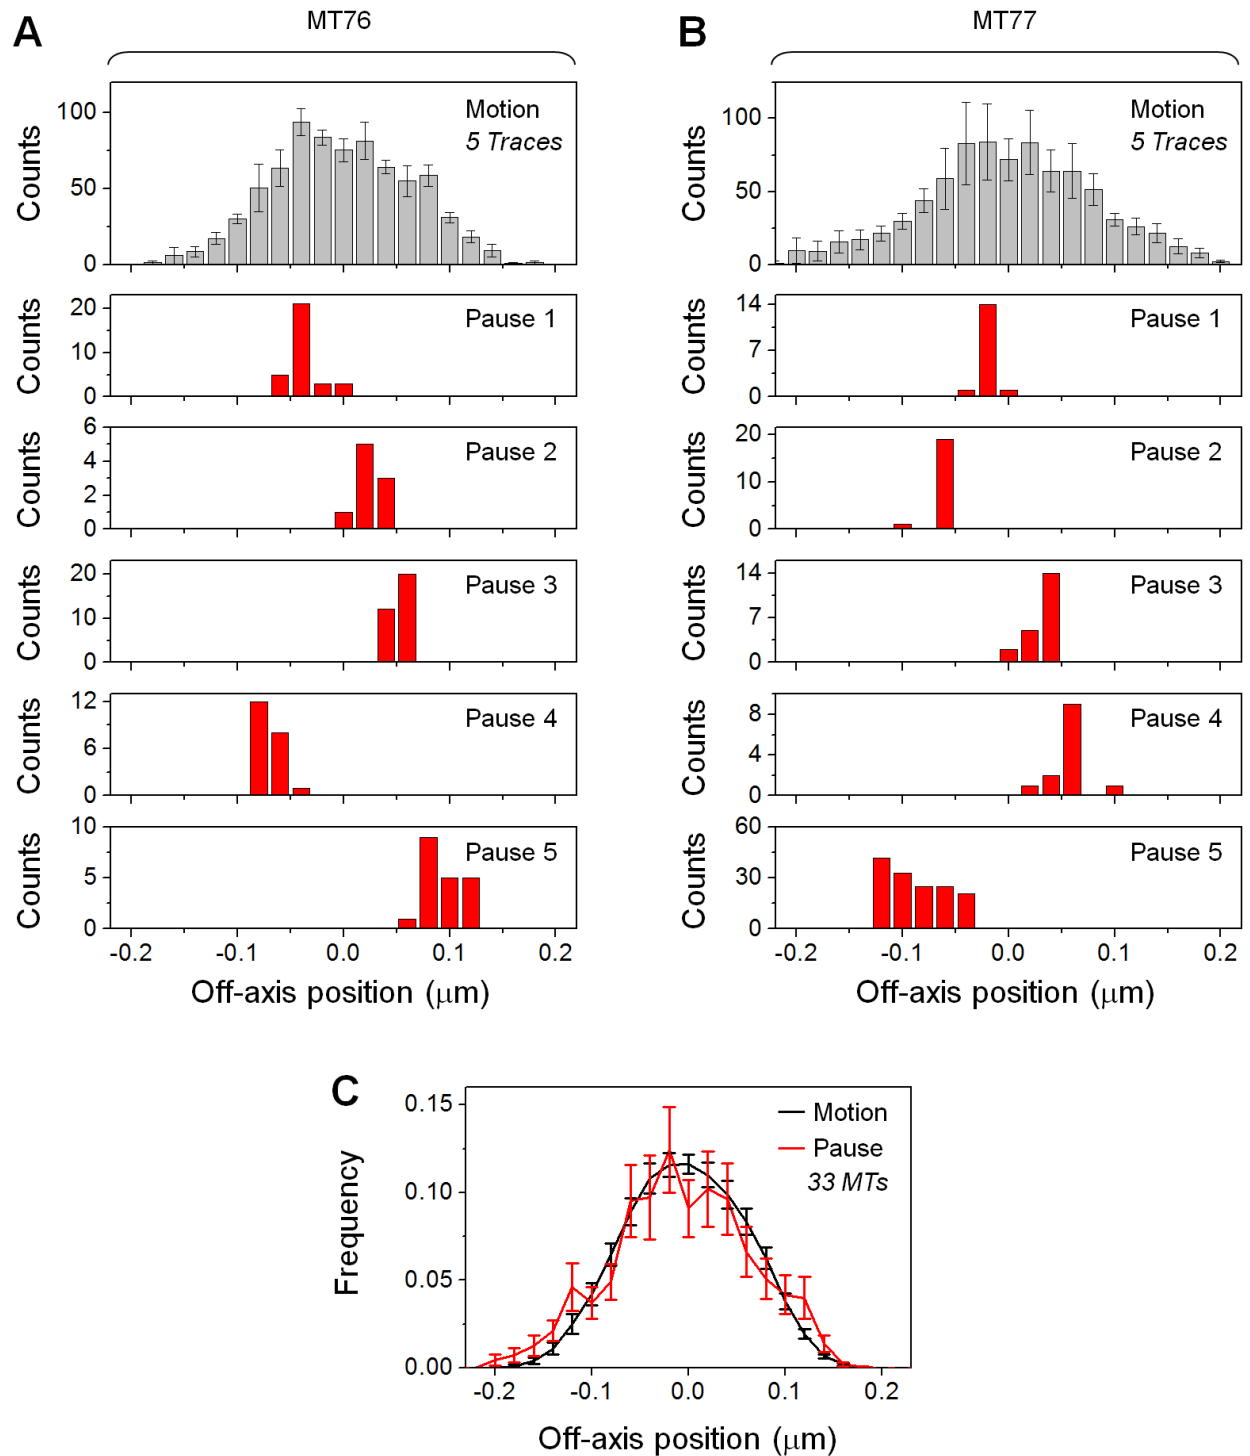 A
MT76
Counts
100
50
0
Motion
5 Traces
Counts
20
10
0
Pause 1
Counts
6
4
2
0
Pause 2
Counts
20
10
0
Pause 3
Counts
12
6
0
Pause 4
Counts
10
5
0
Pause 5
-0.2 -0.1 0.0 0.1 0.2
Off-axis position (μm)
B
MT77
Counts
100
50
0
Motion
5 Traces
Counts
14
7
0
Pause 1
Counts
20
10
0
Pause 2
Counts
14
7
0
Pause 3
Counts
8
4
0
Pause 4
Counts
60
30
0
Pause 5
-0.2 -0.1 0.0 0.1 0.2
Off-axis position (μm)
C
Frequency
0.15
0.10
0.05
0.00
Motion
Pause
33 MTs
-0.2 -0.1 0.0 0.1 0.2
Off-axis position (μm)